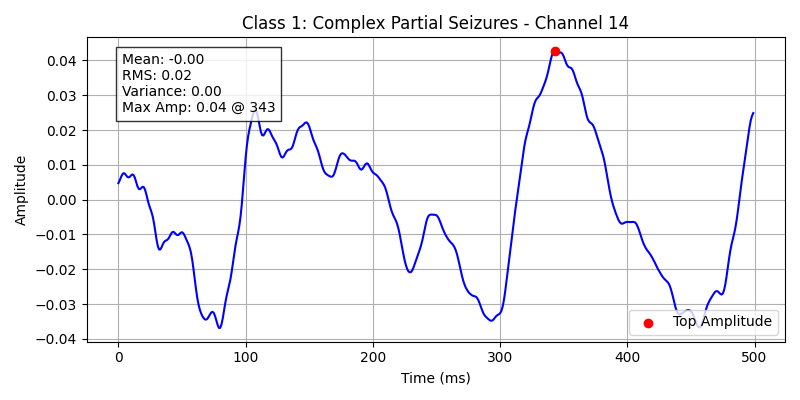 Class 1: Complex Partial Seizures - Channel 14
Mean: -0.00
RMS: 0.02
Variance: 0.00
Max Amp: 0.04 @ 343
0.04
0.03
0.02
0.01
0.00
−0.01
−0.02
−0.03
−0.04
Amplitude
Top Amplitude
0 100 200 300 400 500
Time (ms)